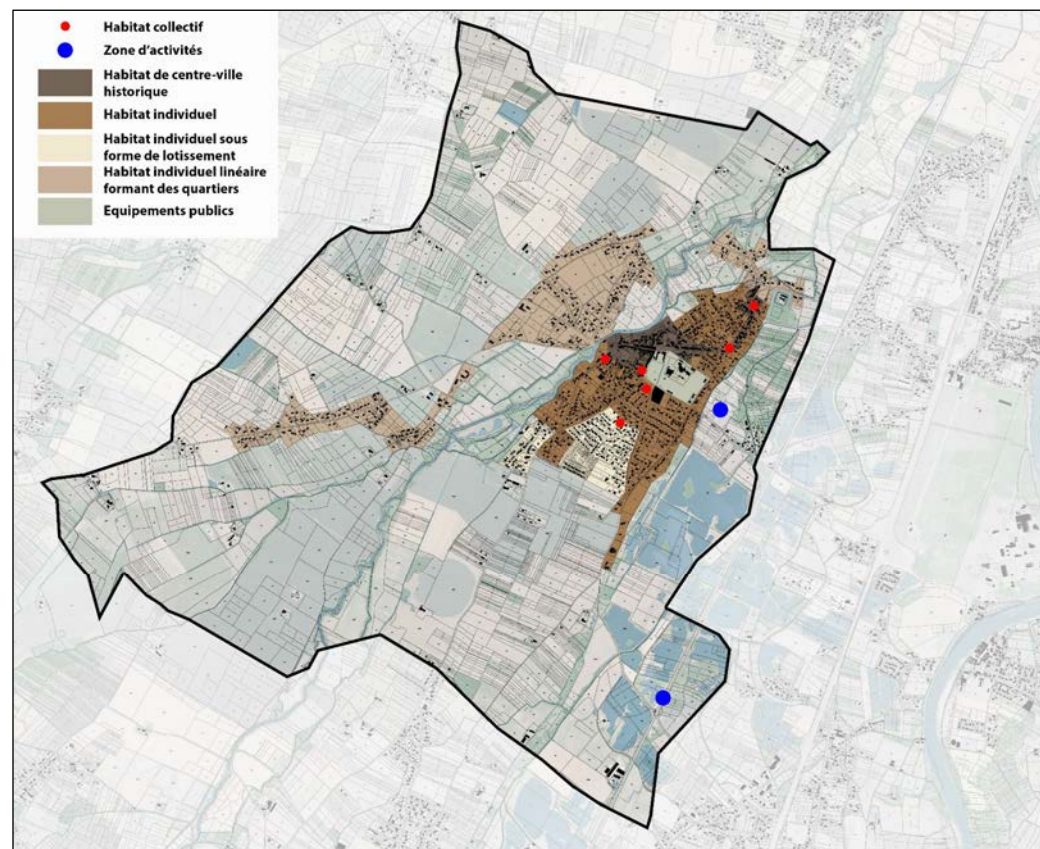 Habitat collectif
Zone d'activités
Habitat de centre-ville
historique
Habitat individuel
Habitat individuel sous
forme de lotissement
Habitat individuel linéaire
formant des quartiers
Equipements publics